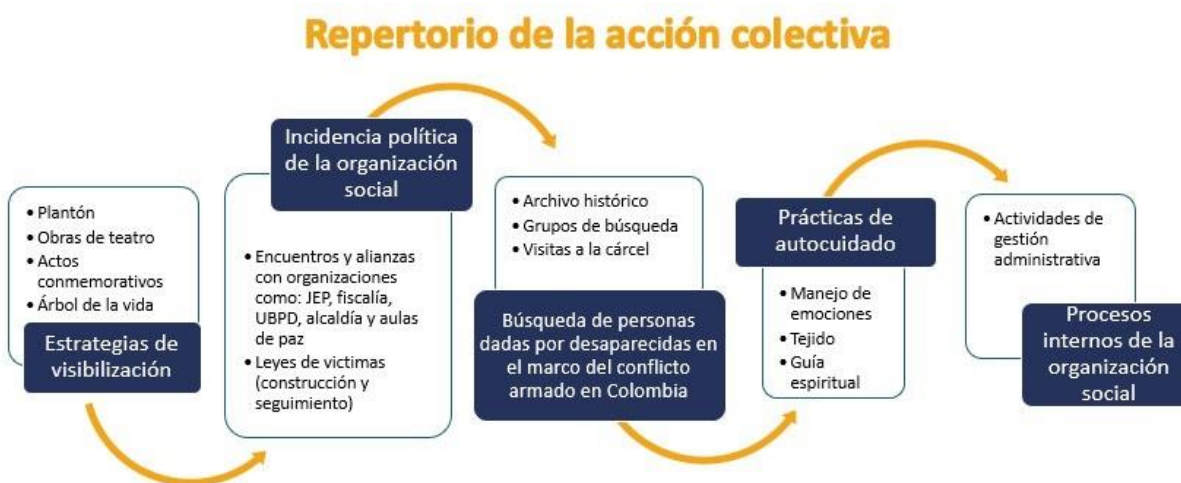 Repertorio de la acción colectiva
• Plantón
• Obras de teatro
• Actos
conmemorativos
• Árbol de la vida
Estrategias de
visibilización
Incidencia política
de la organización
social
• Encuentros y alianzas
con organizaciones
como: JEP, fiscalía,
UBPD, alcaldía y aulas
de paz
• Leyes de victimas
(construcción y
seguimiento)
• Archivo histórico
• Grupos de búsqueda
• Visitas a la cárcel
Búsqueda de personas
dadas por desaparecidas en
el marco del conflicto
armado en Colombia
Prácticas de
autocuidado
• Manejo de
emociones
• Tejido
• Guía
espiritual
• Actividades de
gestión
administrativa
Procesos
internos de la
organización
social